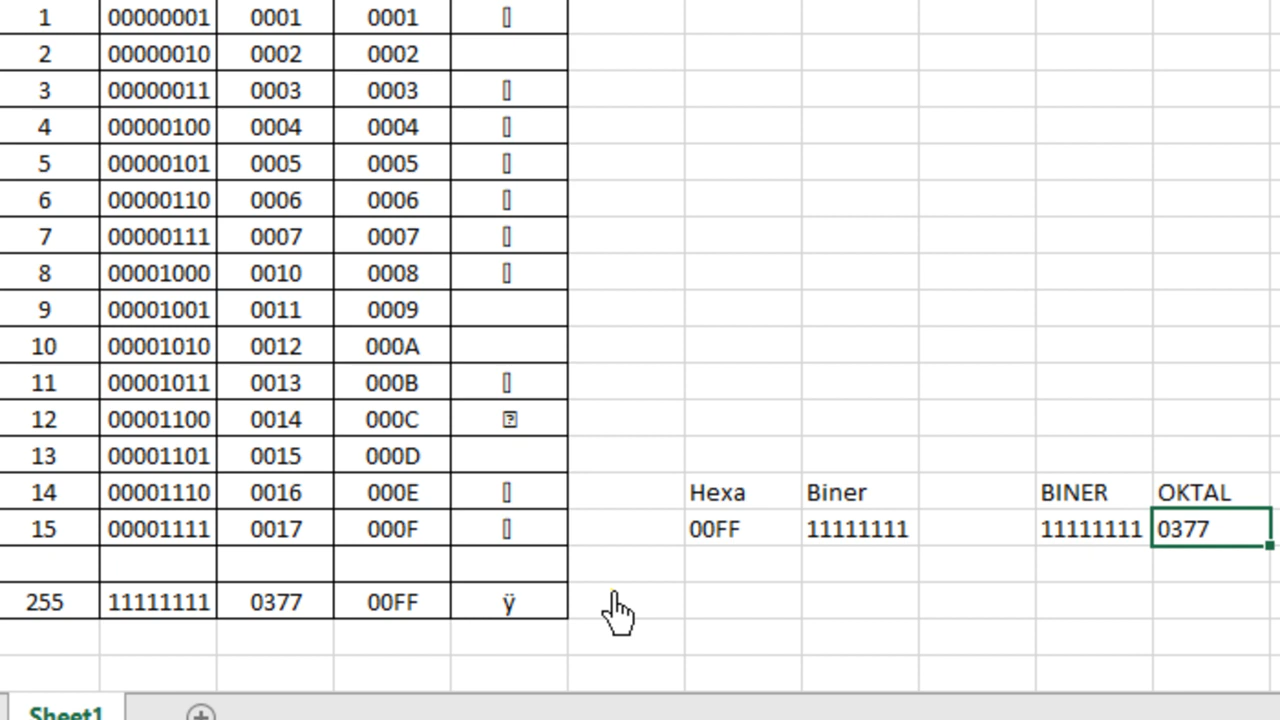 1 00000001 0001 0001
2 00000010 0002 0002
3 00000011 0003 0003
4 00000100 0004 0004
5 00000101 0005 0005
6 00000110 0006 0006
7 00000111 0007 0007
8 00001000 0010 0008
9 00001001 0011 0009
10 00001010 0012 000A
11 00001011 0013 000B
12 00001100 0014 000C
13 00001101 0015 000D
14 00001110 0016 000E Hexa Biner BINER OKTAL
15 00001111 0017 000F 00FF 11111111 11111111 0377
255 11111111 0377 00FF ÿ
Sheet1